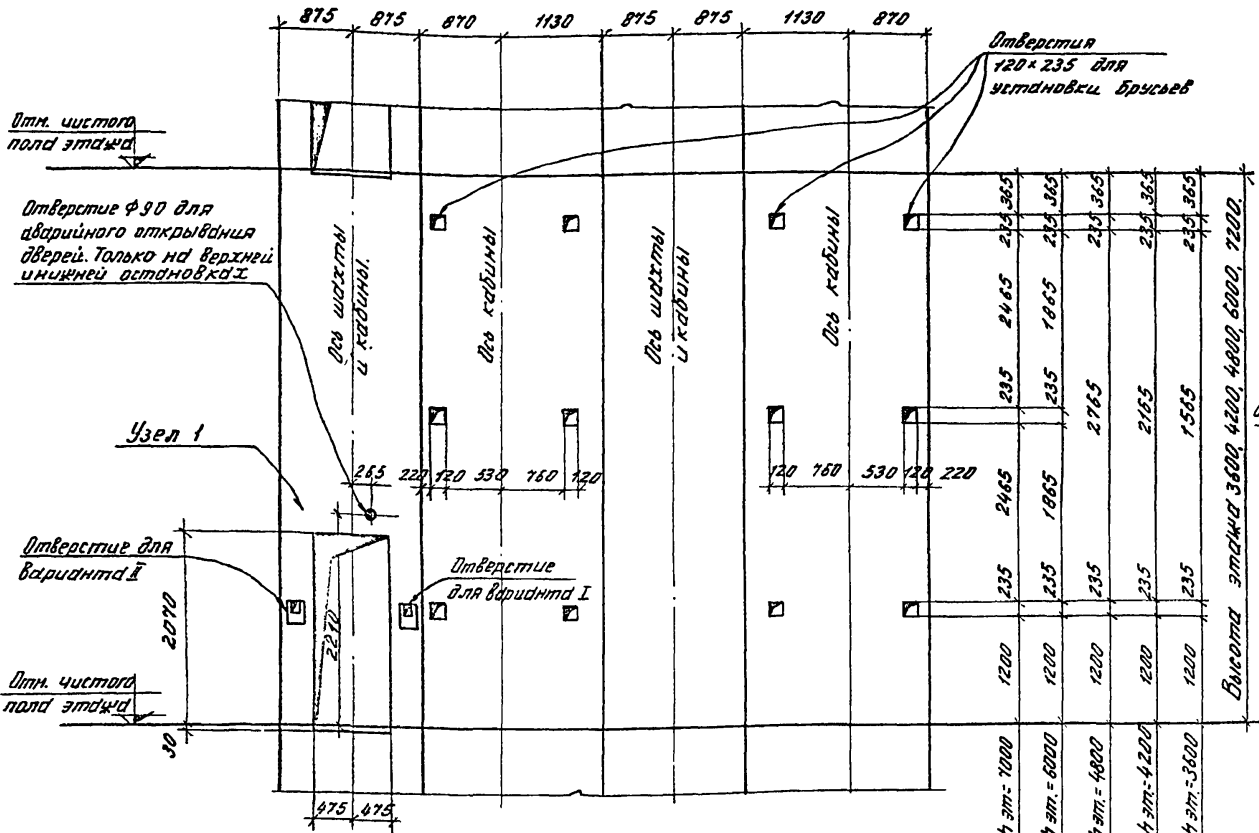 875 875 870 1130 875 875 1130 870
Отверстия
120×235 для
установки брусьев
Отм. чистого
пола этажа
Отверстие ф90 для
аварийного открывания
дверей. Только на верхней
и нижней остановках
Ось шахты
и кабины.
Ось кабины
Ось шахты
и кабины
Ось кабины
Узел 1
265 220 120 530 760 120
120 760 530 120 220
Отверстие для
варианта II
Отверстие
для варианта I
2070
2210
Отм. чистого
пола этажа
30
475 475
365 365 365 365 365
235 235 235 235 235
2465 1865
235 235 2765 2165 1565
2465 1865
235 235 235 235 235
1200 1200 1200 1200 1200
h эт.= 7000
h эт.= 6000
h эт.= 4800
h эт.= 4200
h эт.= 3600
Высота этажа 3600, 4200, 4800, 6000, 7200.